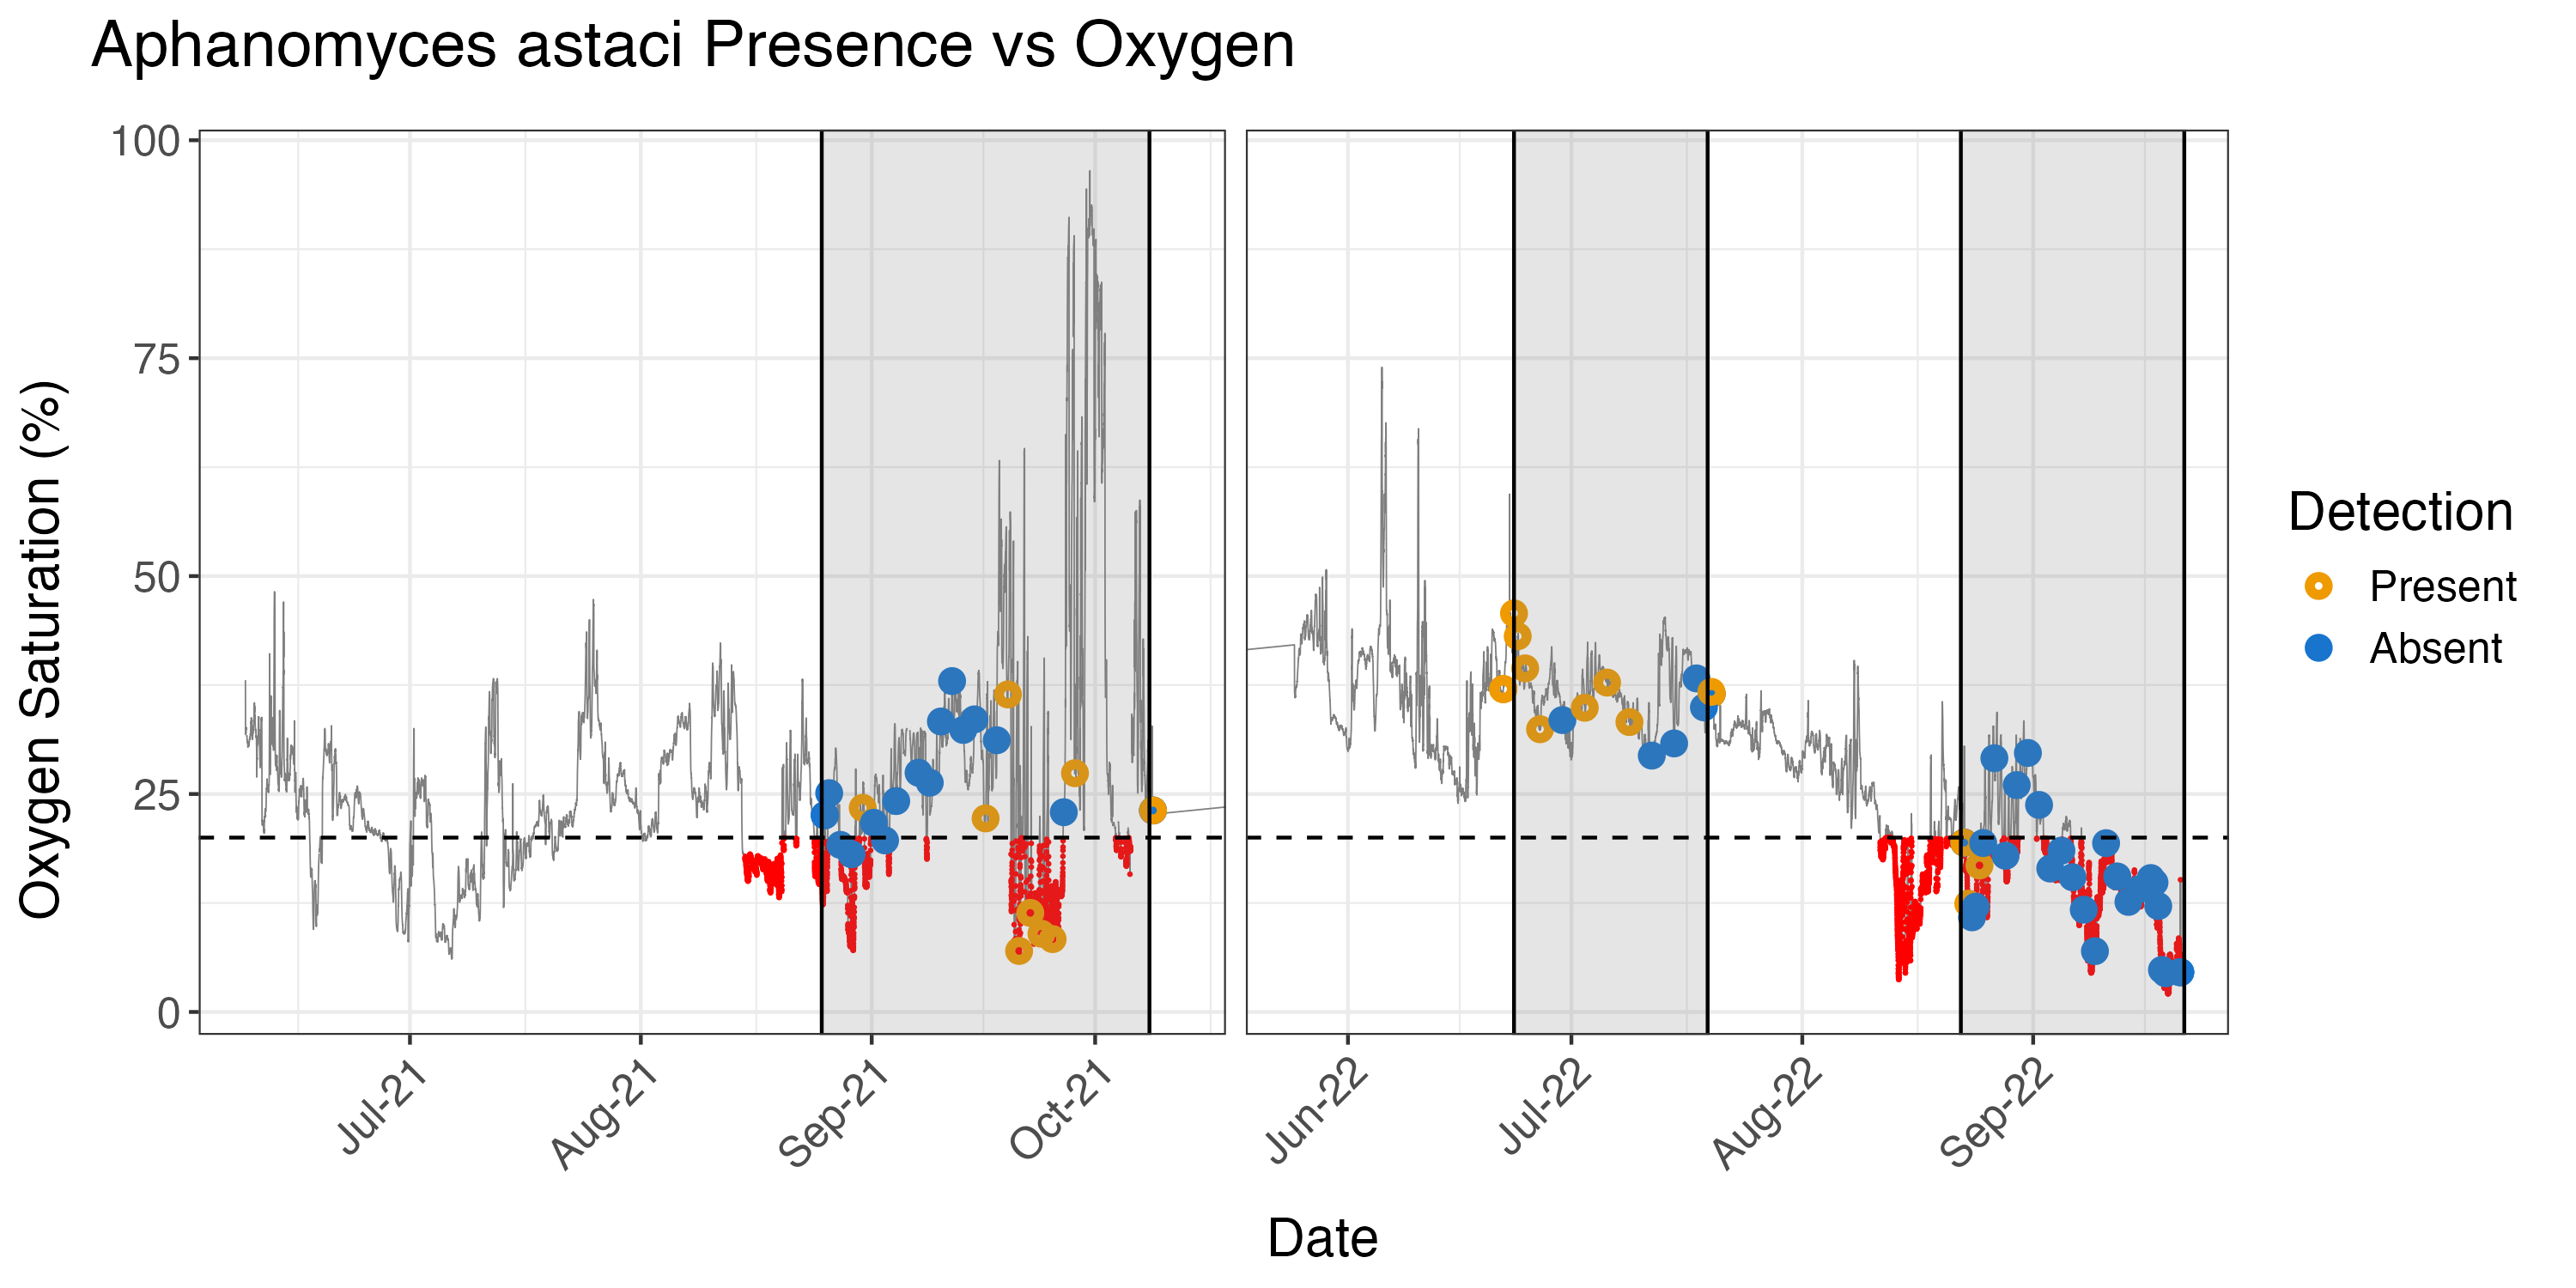 Aphanomyces astaci Presence vs Oxygen
Oxygen Saturation (%)
100
75
50
25
0
Jul-21
Aug-21
Sep-21
Oct-21
Jun-22
Jul-22
Aug-22
Sep-22
Date
Detection
Present
Absent